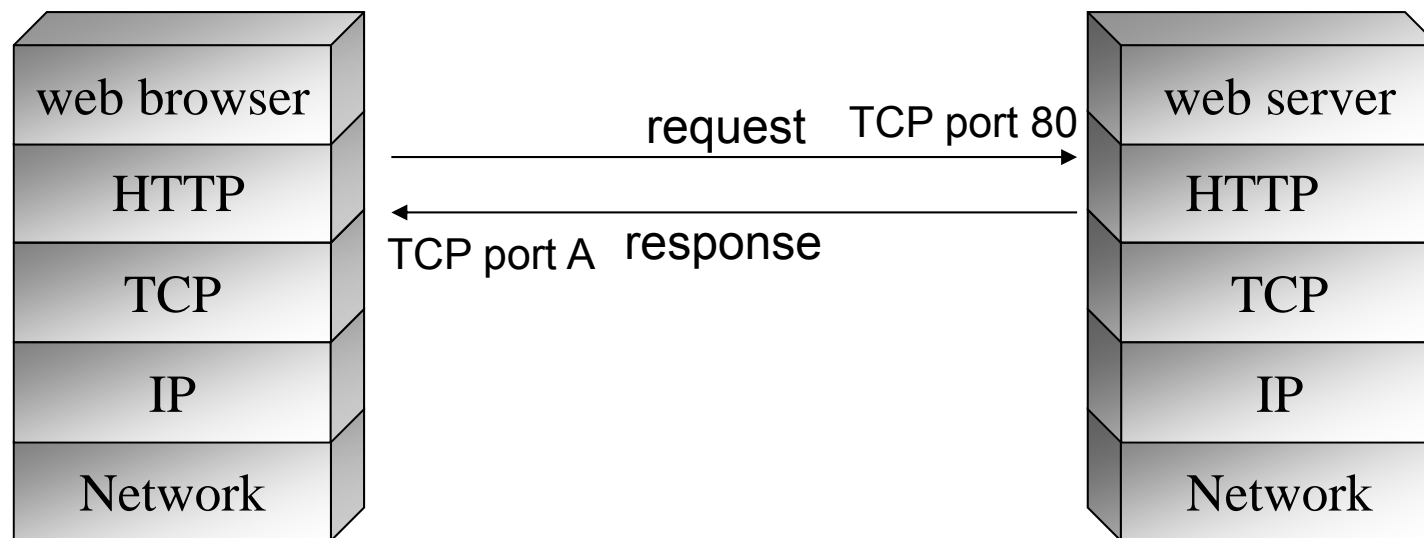 web browser
HTTP
TCP
IP
Network
request
TCP port 80
TCP port A
response
web server
HTTP
TCP
IP
Network